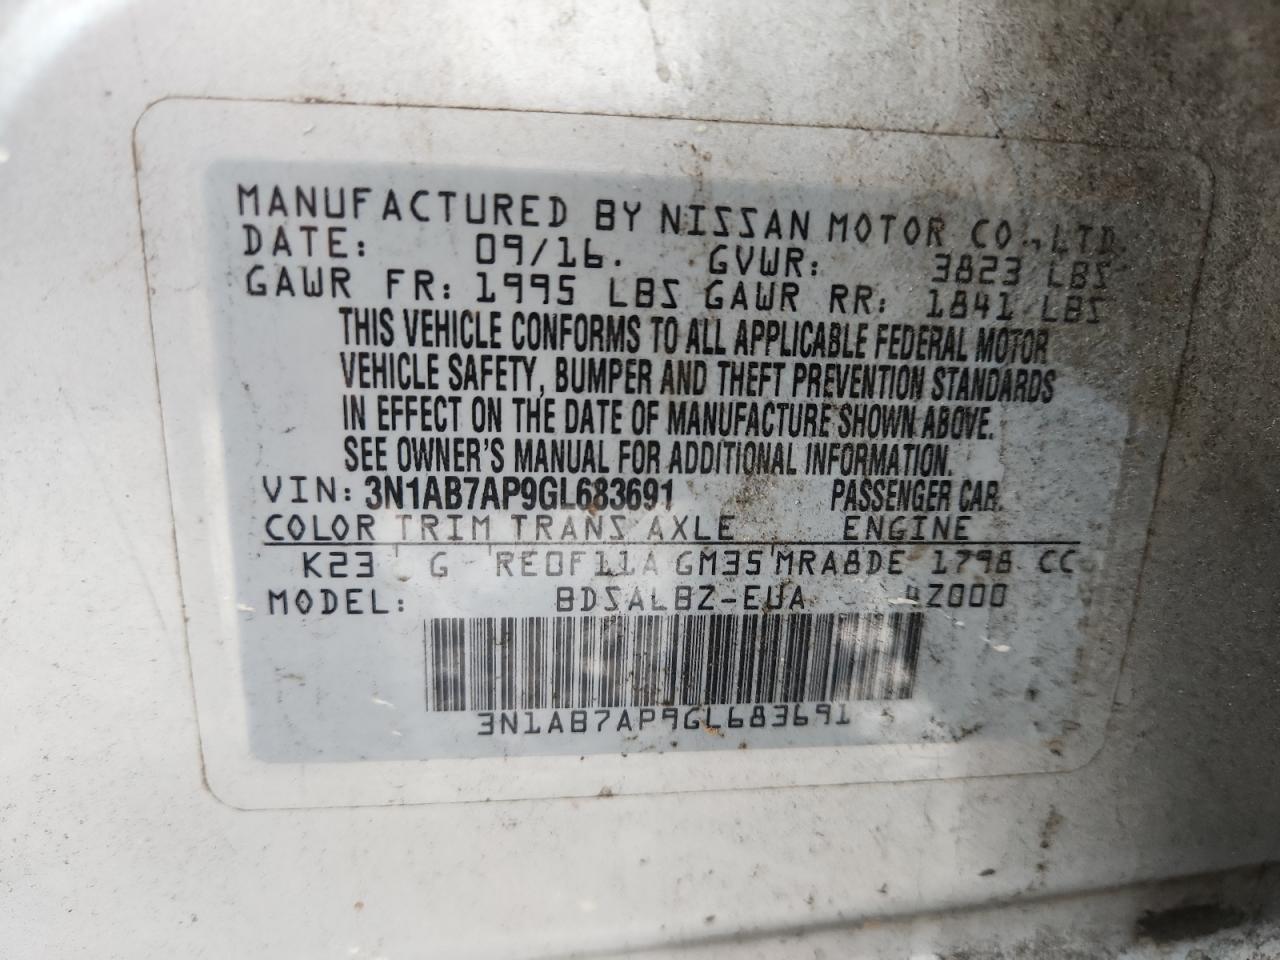 MANUFACTURED BY NISSAN MOTOR CO., LTD.
DATE: 09/16. GVWR: 3823 LBS
GAWR FR: 1995 LBS GAWR RR: 1841 LBS
THIS VEHICLE CONFORMS TO ALL APPLICABLE FEDERAL MOTOR
VEHICLE SAFETY, BUMPER AND THEFT PREVENTION STANDARDS
IN EFFECT ON THE DATE OF MANUFACTURE SHOWN ABOVE.
SEE OWNER'S MANUAL FOR ADDITIONAL INFORMATION.
VIN: 3N1AB7AP9GL683691 PASSENGER CAR.
COLOR TRIM TRANS AXLE ENGINE
K23 G RE0F11A GM35 MRA8DE 1798 CC
MODEL: BDSALBZ-EUA 4Z000
3N1AB7AP9GL683691